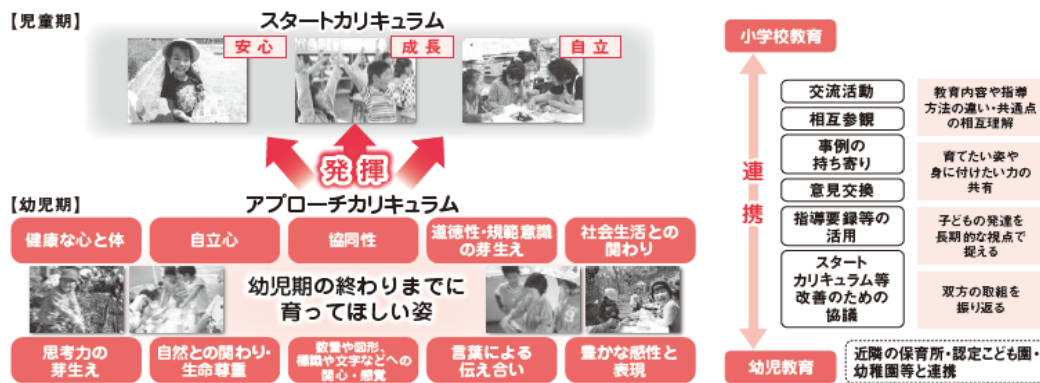 【児童期】
スタートカリキュラム
安心
成長
自立
発揮
【幼児期】
アプローチカリキュラム
健康な心と体
自立心
協同性
道徳性・規範意識
の芽生え
社会生活との
関わり
幼児期の終わりまでに
育ってほしい姿
思考力の
芽生え
自然との関わり・
生命尊重
数量や図形、
標識や文字などへの
関心・感覚
言葉による
伝え合い
豊かな感性と
表現
小学校教育
連携
交流活動
相互参観
事例の
持ち寄り
意見交換
指導要録等の
活用
スタート
カリキュラム等
改善のための
協議
教育内容や指導
方法の違い・共通点
の相互理解
育てたい姿や
身に付けたい力の
共有
子どもの発達を
長期的な視点で
捉える
双方の取組を
振り返る
幼児教育
近隣の保育所・認定こども園・
幼稚園等と連携